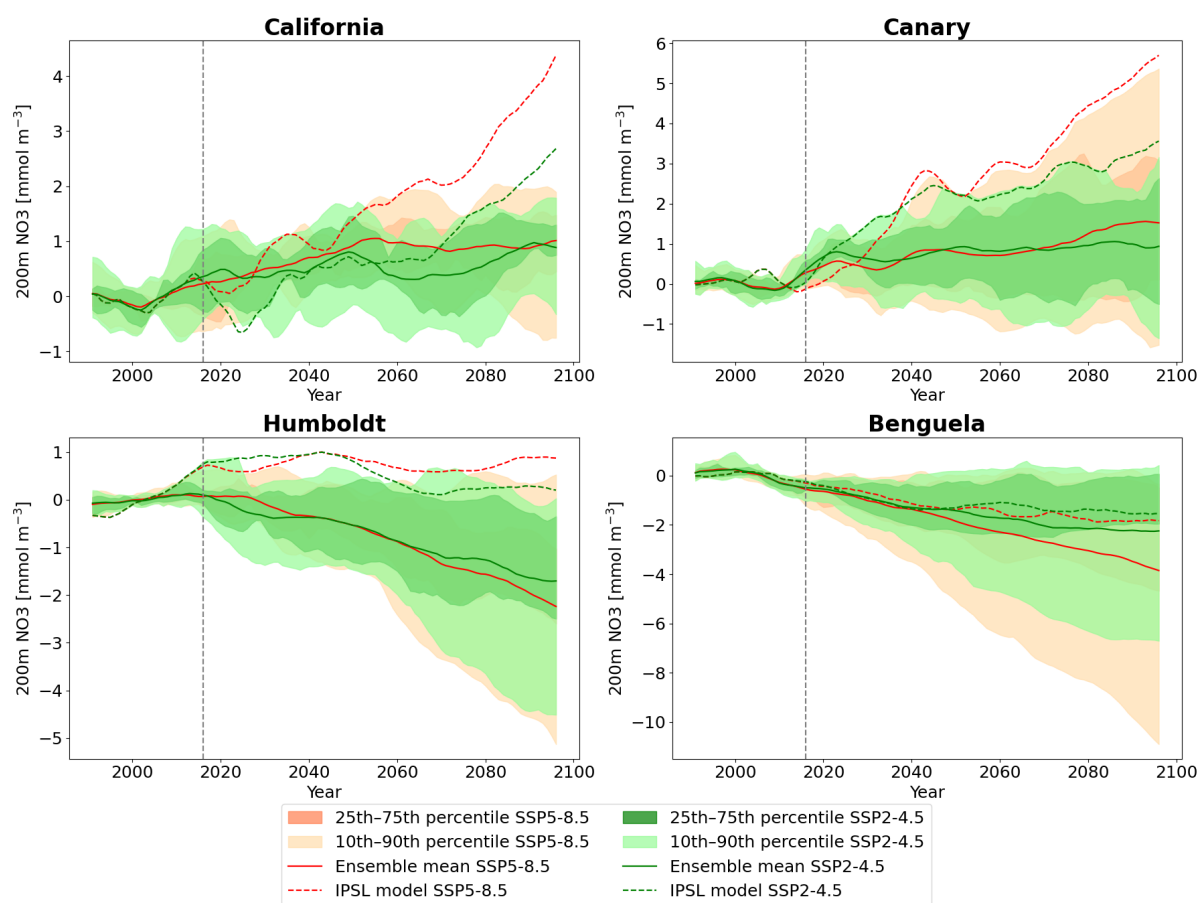 California
4
3
2
1
0
−1
200m NO3 [mmol m⁻³]
2000 2020 2040 2060 2080 2100
Year
Canary
6
5
4
3
2
1
0
−1
200m NO3 [mmol m⁻³]
2000 2020 2040 2060 2080 2100
Year
Humboldt
1
0
−1
−2
−3
−4
−5
200m NO3 [mmol m⁻³]
2000 2020 2040 2060 2080 2100
Year
Benguela
0
−2
−4
−6
−8
−10
200m NO3 [mmol m⁻³]
2000 2020 2040 2060 2080 2100
Year
25th–75th percentile SSP5-8.5
10th–90th percentile SSP5-8.5
Ensemble mean SSP5-8.5
IPSL model SSP5-8.5
25th–75th percentile SSP2-4.5
10th–90th percentile SSP2-4.5
Ensemble mean SSP2-4.5
IPSL model SSP2-4.5